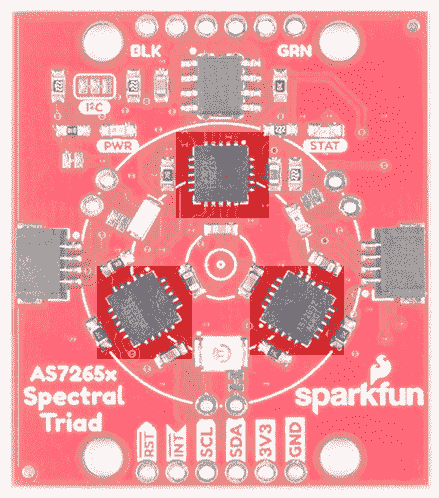 BLK
GRN
I²C
PWR
STAT
AS7265x
Spectral
Triad
sparkfun
RST
INT
SCL
SDA
3V3
GND